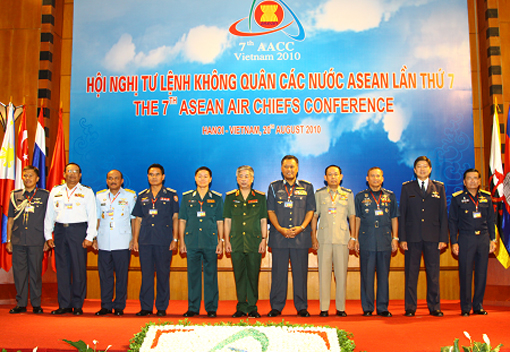 7th AACC
Vietnam 2010
HỘI NGHỊ TƯ LỆNH KHÔNG QUÂN CÁC NƯỚC ASEAN LẦN THỨ 7
THE 7TH ASEAN AIR CHIEFS CONFERENCE
HANOI - VIETNAM, 26TH AUGUST 2010